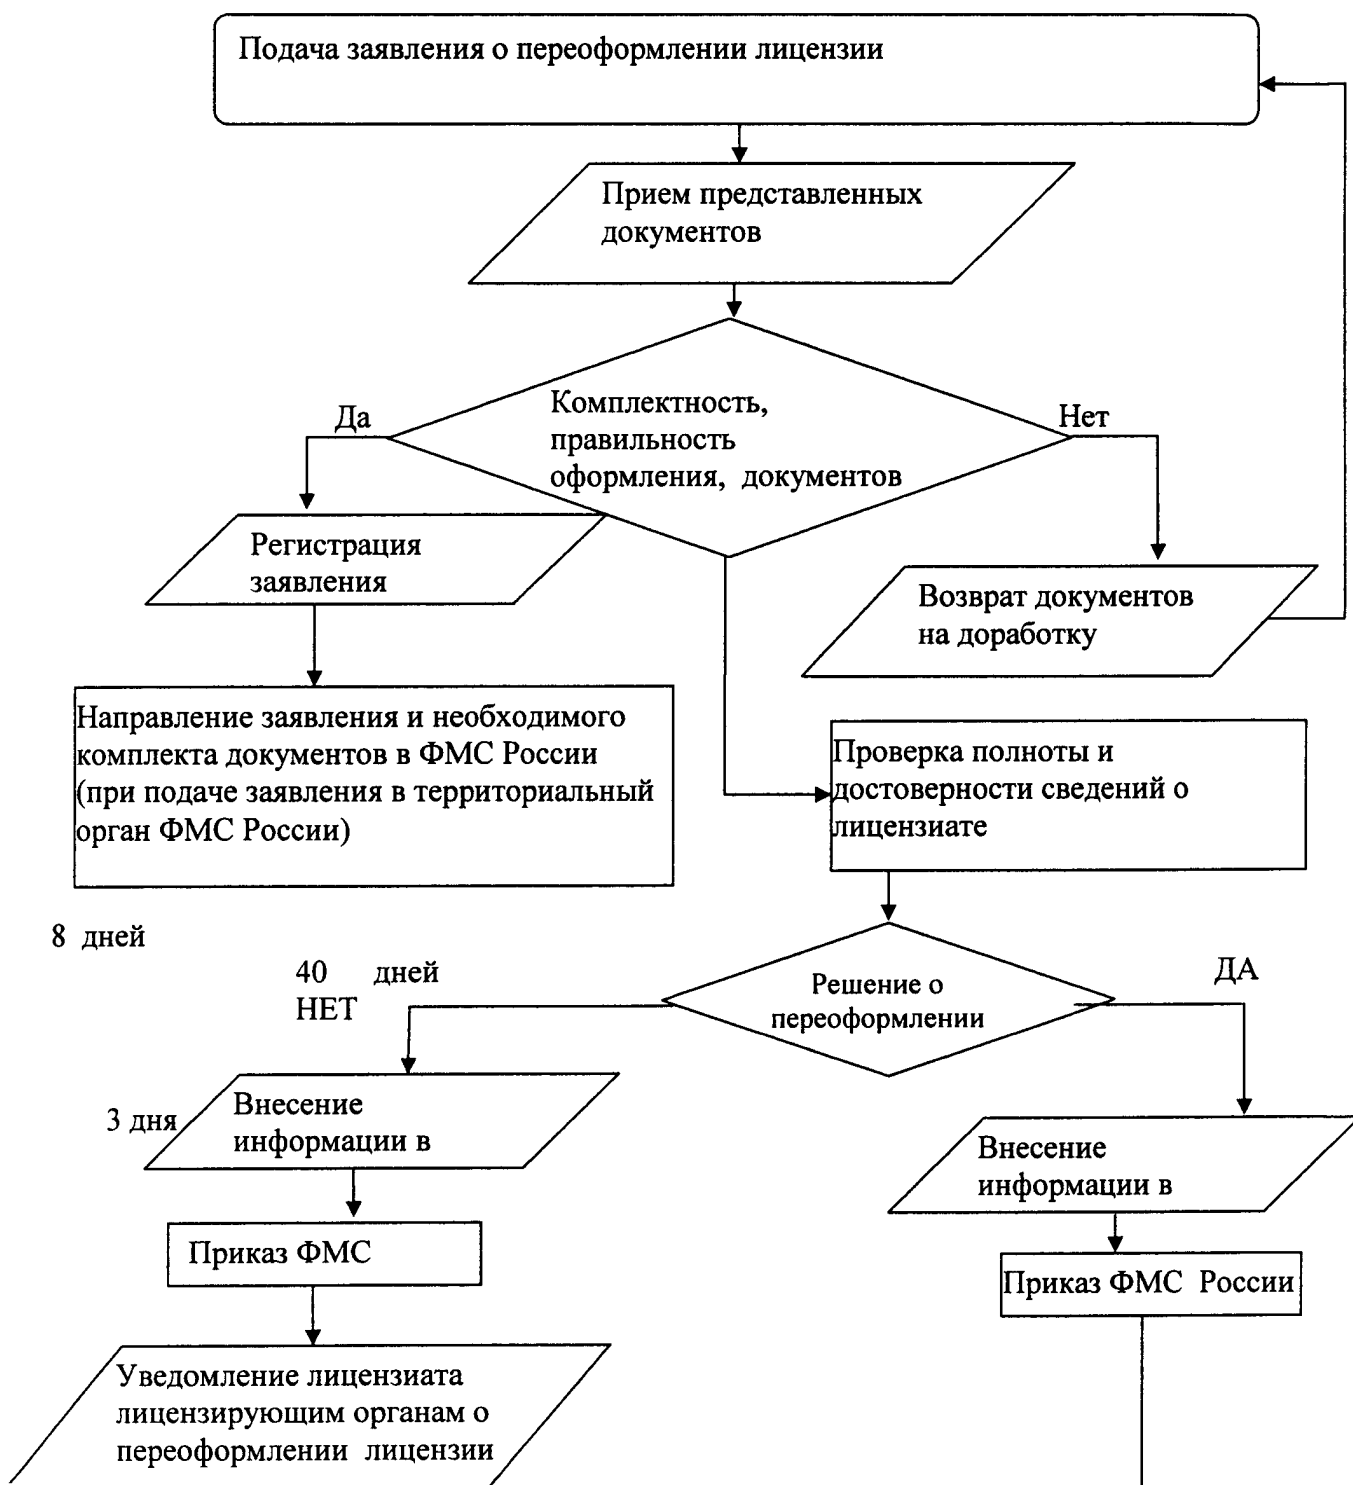 Подача заявления о переоформлении лицензии
Прием представленных
документов
Да
Комплектность,
правильность
оформления, документов
Нет
Регистрация
заявления
Возврат документов
на доработку
Направление заявления и необходимого
комплекта документов в ФМС России
(при подаче заявления в территориальный
орган ФМС России)
Проверка полноты и
достоверности сведений о
лицензиате
8 дней
40 дней
НЕТ
Решение о
переоформлении
ДА
3 дня
Внесение
информации в
Внесение
информации в
Приказ ФМС
Приказ ФМС России
Уведомление лицензиата
лицензирующим органам о
переоформлении лицензии